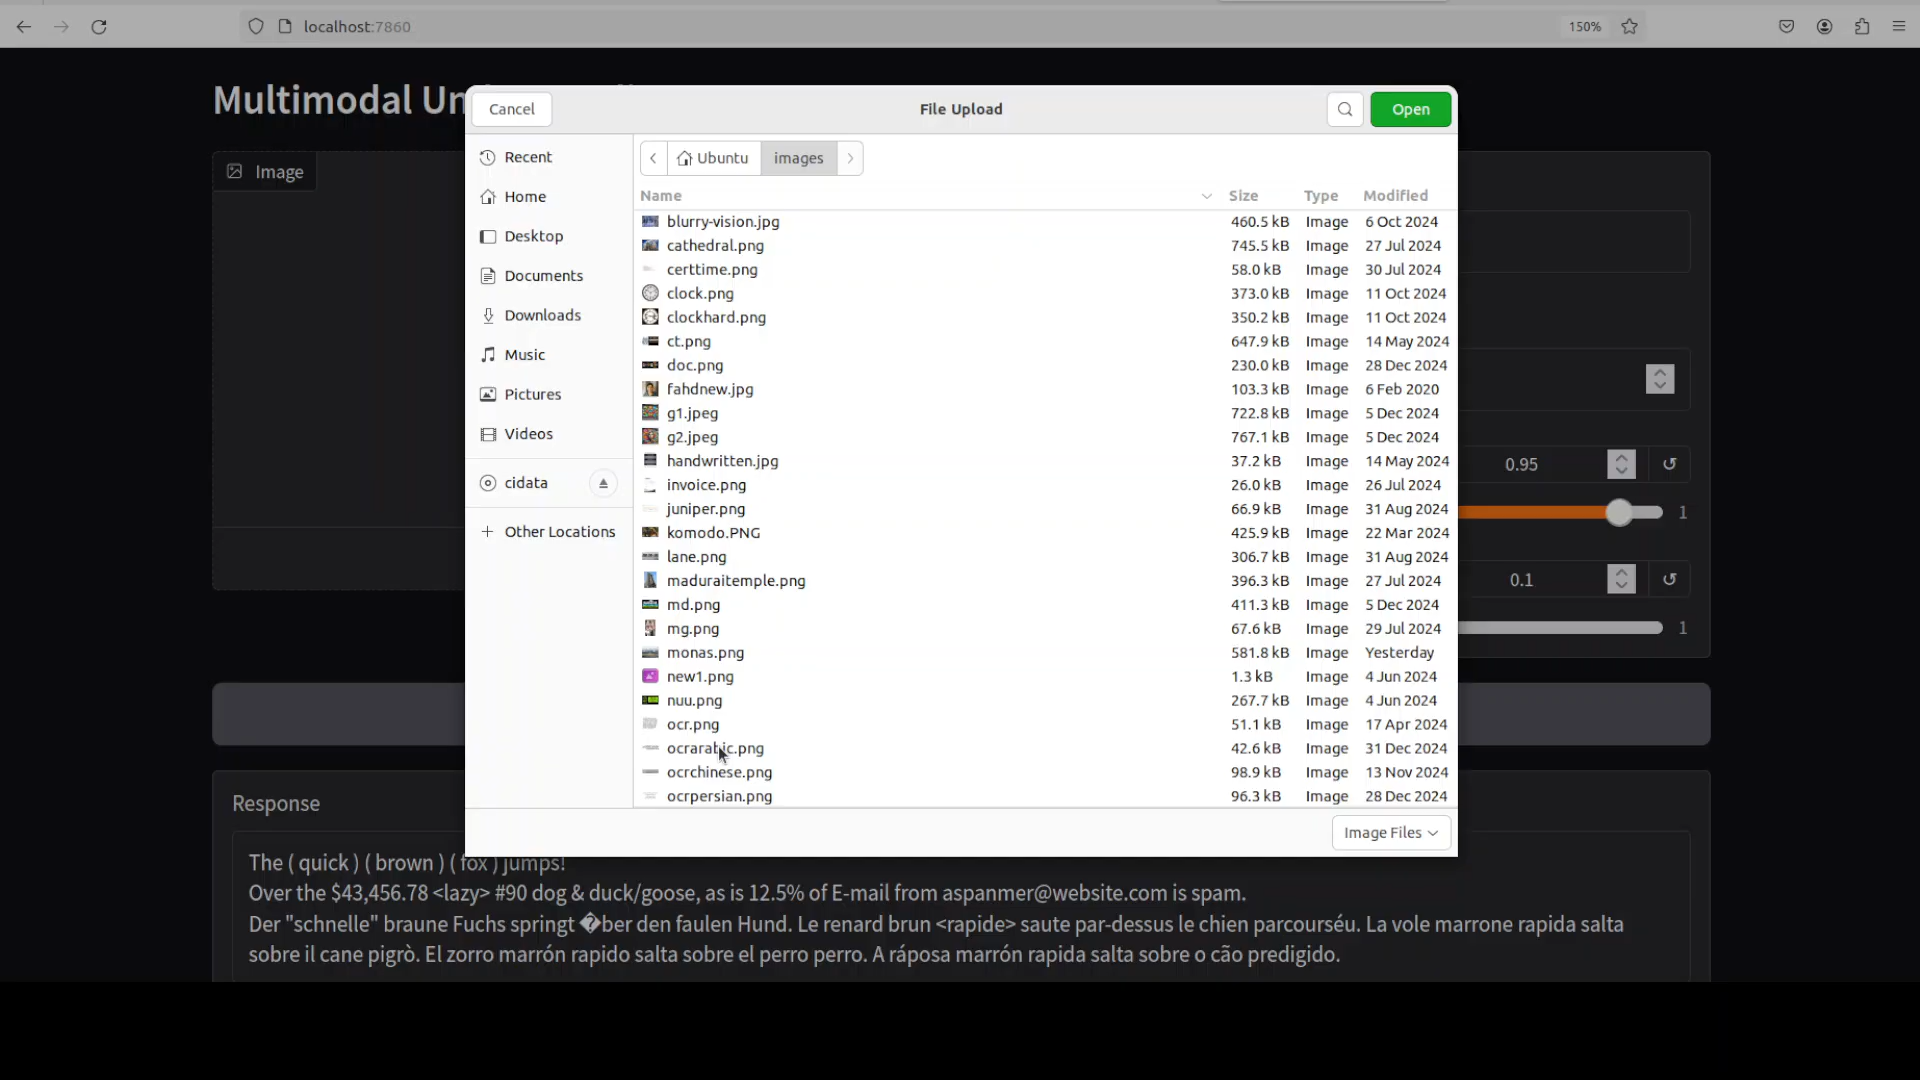 localhost:7860
150%
Multimodal Un
Image
Cancel
File Upload
Open
Recent
Home
Desktop
Documents
Downloads
Music
Pictures
Videos
cidata
Other Locations
Ubuntu
images
Name Size Type Modified
blurry-vision.jpg 460.5 kB Image 6 Oct 2024
cathedral.png 745.5 kB Image 27 Jul 2024
certtime.png 58.0 kB Image 30 Jul 2024
clock.png 373.0 kB Image 11 Oct 2024
clockhard.png 350.2 kB Image 11 Oct 2024
ct.png 647.9 kB Image 14 May 2024
doc.png 230.0 kB Image 28 Dec 2024
fahdnew.jpg 103.3 kB Image 6 Feb 2020
g1.jpeg 722.8 kB Image 5 Dec 2024
g2.jpeg 767.1 kB Image 5 Dec 2024
handwritten.jpg 37.2 kB Image 14 May 2024
invoice.png 26.0 kB Image 26 Jul 2024
juniper.png 66.9 kB Image 31 Aug 2024
komodo.PNG 425.9 kB Image 22 Mar 2024
lane.png 306.7 kB Image 31 Aug 2024
maduraitemple.png 396.3 kB Image 27 Jul 2024
md.png 411.3 kB Image 5 Dec 2024
mg.png 67.6 kB Image 29 Jul 2024
monas.png 581.8 kB Image Yesterday
new1.png 1.3 kB Image 4 Jun 2024
nuu.png 267.7 kB Image 4 Jun 2024
ocr.png 51.1 kB Image 17 Apr 2024
ocrarabic.png 42.6 kB Image 31 Dec 2024
ocrchinese.png 98.9 kB Image 13 Nov 2024
ocrpersian.png 96.3 kB Image 28 Dec 2024
Image Files
0.95
1
0.1
1
Response
The ( quick ) ( brown ) ( fox ) jumps!
Over the $43,456.78 <lazy> #90 dog & duck/goose, as is 12.5% of E-mail from aspanmer@website.com is spam.
Der "schnelle" braune Fuchs springt �ber den faulen Hund. Le renard brun <rapide> saute par-dessus le chien parcourséu. La vole marrone rapida salta
sobre il cane pigrò. El zorro marrón rapido salta sobre el perro perro. A ráposa marrón rapida salta sobre o cão predigido.